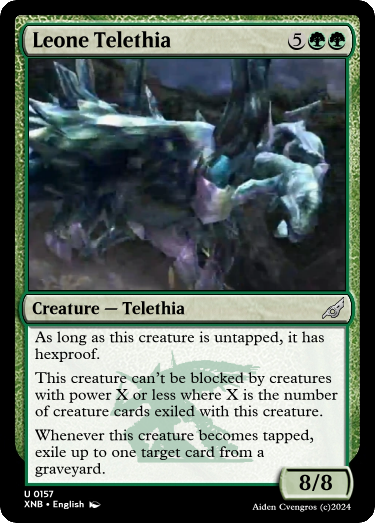 Leone Telethia 5
Creature — Telethia
As long as this creature is untapped, it has
hexproof.
This creature can't be blocked by creatures
with power X or less where X is the number
of creature cards exiled with this creature.
Whenever this creature becomes tapped,
exile up to one target card from a
graveyard.
8/8
U 0157
XNB • English
Aiden Cvengros (c)2024